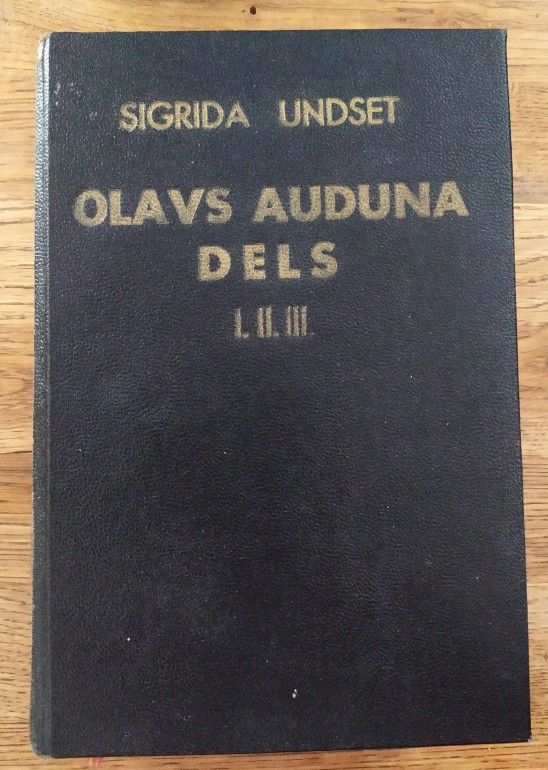 SIGRIDA UNDSET
OLAVS AUDUNA
DELS
I. II. III.